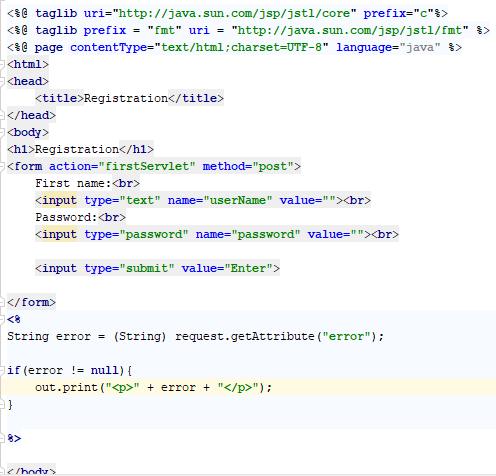 <%@ taglib uri="http://java.sun.com/jsp/jstl/core" prefix="c"%>
<%@ taglib prefix = "fmt" uri = "http://java.sun.com/jsp/jstl/fmt" %>
<%@ page contentType="text/html;charset=UTF-8" language="java" %>
<html>
<head>
    <title>Registration</title>
</head>
<body>
<h1>Registration</h1>
<form action="firstServlet" method="post">
    First name:<br>
    <input type="text" name="userName" value=""><br>
    Password:<br>
    <input type="password" name="password" value=""><br>

    <input type="submit" value="Enter">

</form>
<%
String error = (String) request.getAttribute("error");

if(error != null){
    out.print("<p>" + error + "</p>");
}

%>

</body>